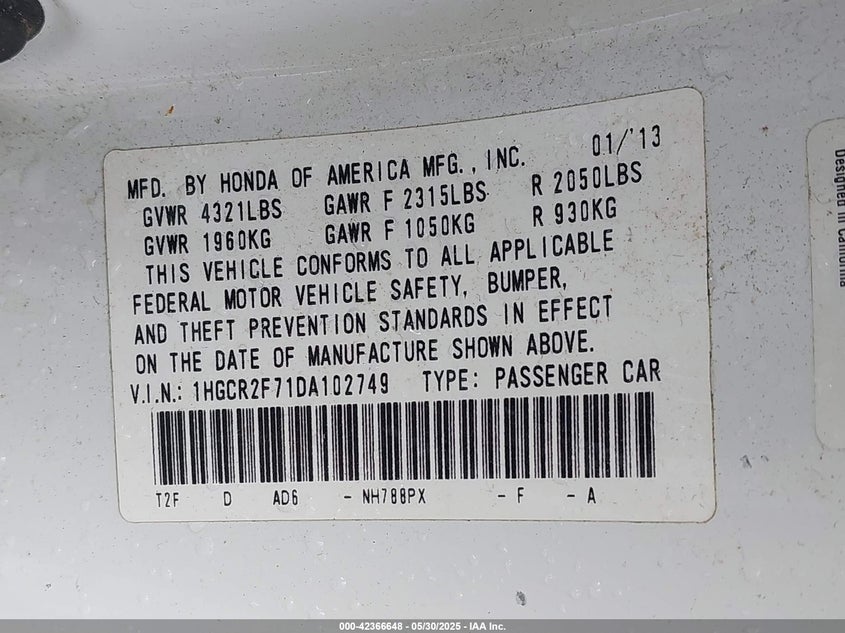 MFD. BY HONDA OF AMERICA MFG., INC. 01/'13
GVWR 4321LBS GAWR F 2315LBS R 2050LBS
GVWR 1960KG GAWR F 1050KG R 930KG
THIS VEHICLE CONFORMS TO ALL APPLICABLE
FEDERAL MOTOR VEHICLE SAFETY, BUMPER,
AND THEFT PREVENTION STANDARDS IN EFFECT
ON THE DATE OF MANUFACTURE SHOWN ABOVE.
V.I.N.: 1HGCR2F71DA102749 TYPE: PASSENGER CAR
T2F D AD6 - NH788PX - F - A
Designed in California
000-42366648 - 05/30/2025 - IAA Inc.